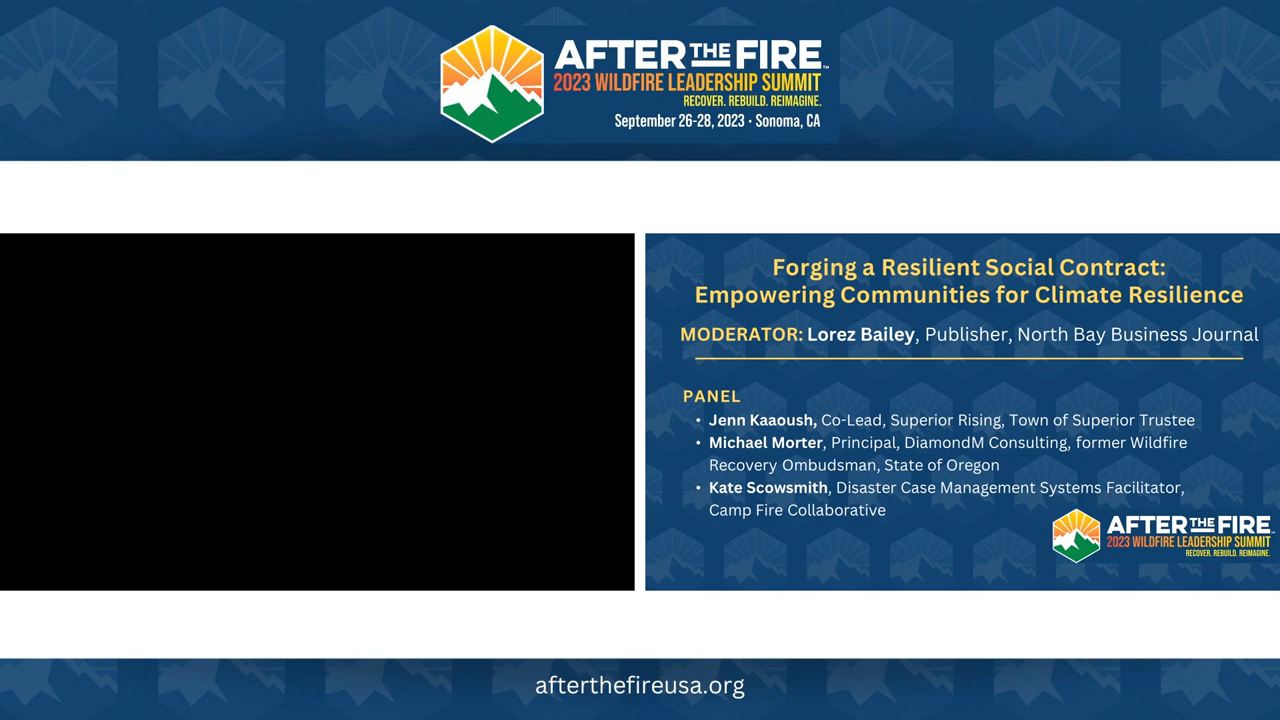 AFTER THE FIRE™
2023 WILDFIRE LEADERSHIP SUMMIT
RECOVER. REBUILD. REIMAGINE.
September 26-28, 2023 • Sonoma, CA
Forging a Resilient Social Contract:
Empowering Communities for Climate Resilience
MODERATOR: Lorez Bailey, Publisher, North Bay Business Journal
PANEL
• Jenn Kaaoush, Co-Lead, Superior Rising, Town of Superior Trustee
• Michael Morter, Principal, DiamondM Consulting, former Wildfire
Recovery Ombudsman, State of Oregon
• Kate Scowsmith, Disaster Case Management Systems Facilitator,
Camp Fire Collaborative
AFTER THE FIRE™
2023 WILDFIRE LEADERSHIP SUMMIT
RECOVER. REBUILD. REIMAGINE.
afterthefireusa.org